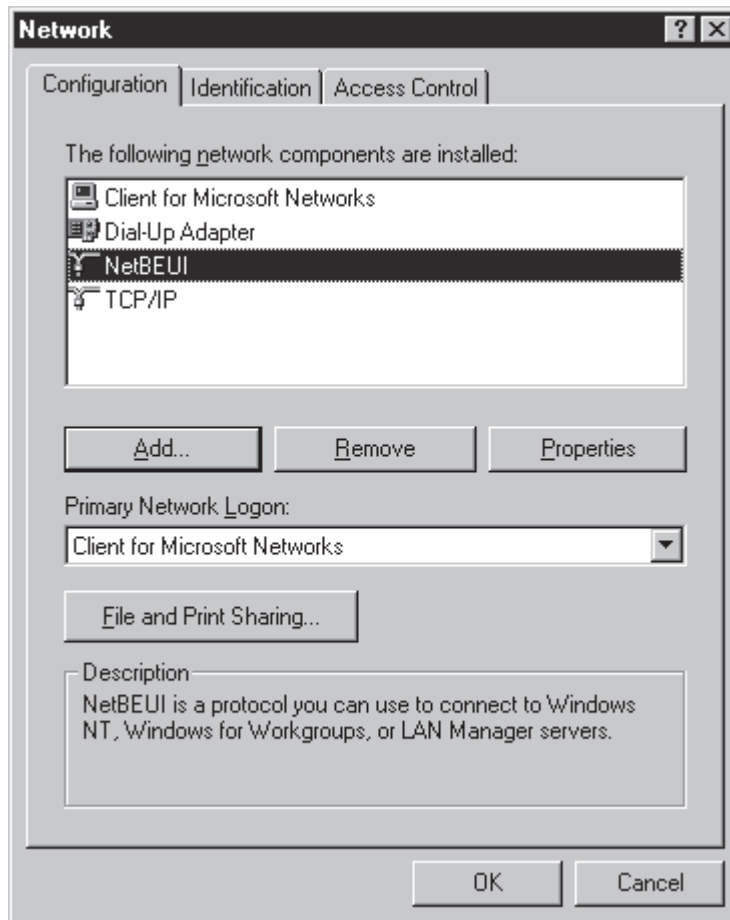 Network
Configuration Identification Access Control
The following network components are installed:
Client for Microsoft Networks
Dial-Up Adapter
NetBEUI
TCP/IP
Add... Remove Properties
Primary Network Logon:
Client for Microsoft Networks
File and Print Sharing...
Description
NetBEUI is a protocol you can use to connect to Windows
NT, Windows for Workgroups, or LAN Manager servers.
OK Cancel